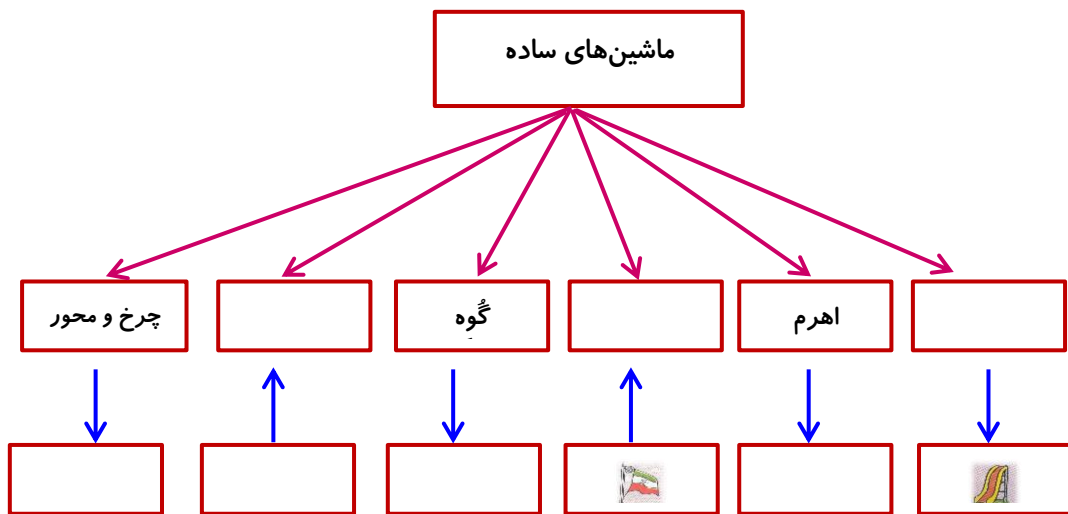 ماشین‌های ساده
اهرم
گُوه
چرخ و محور